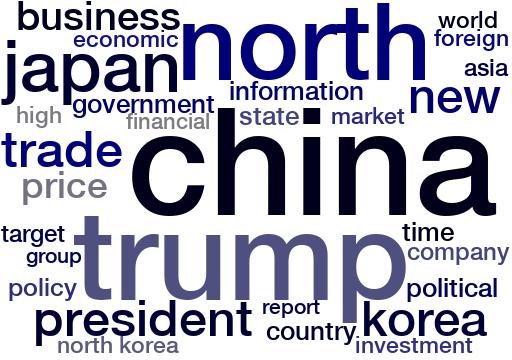 business north world
economic foreign
japan asia
information
government new
high financial state market
trade china
price
trump
target time
group company
policy political
president report korea
country
north korea investment